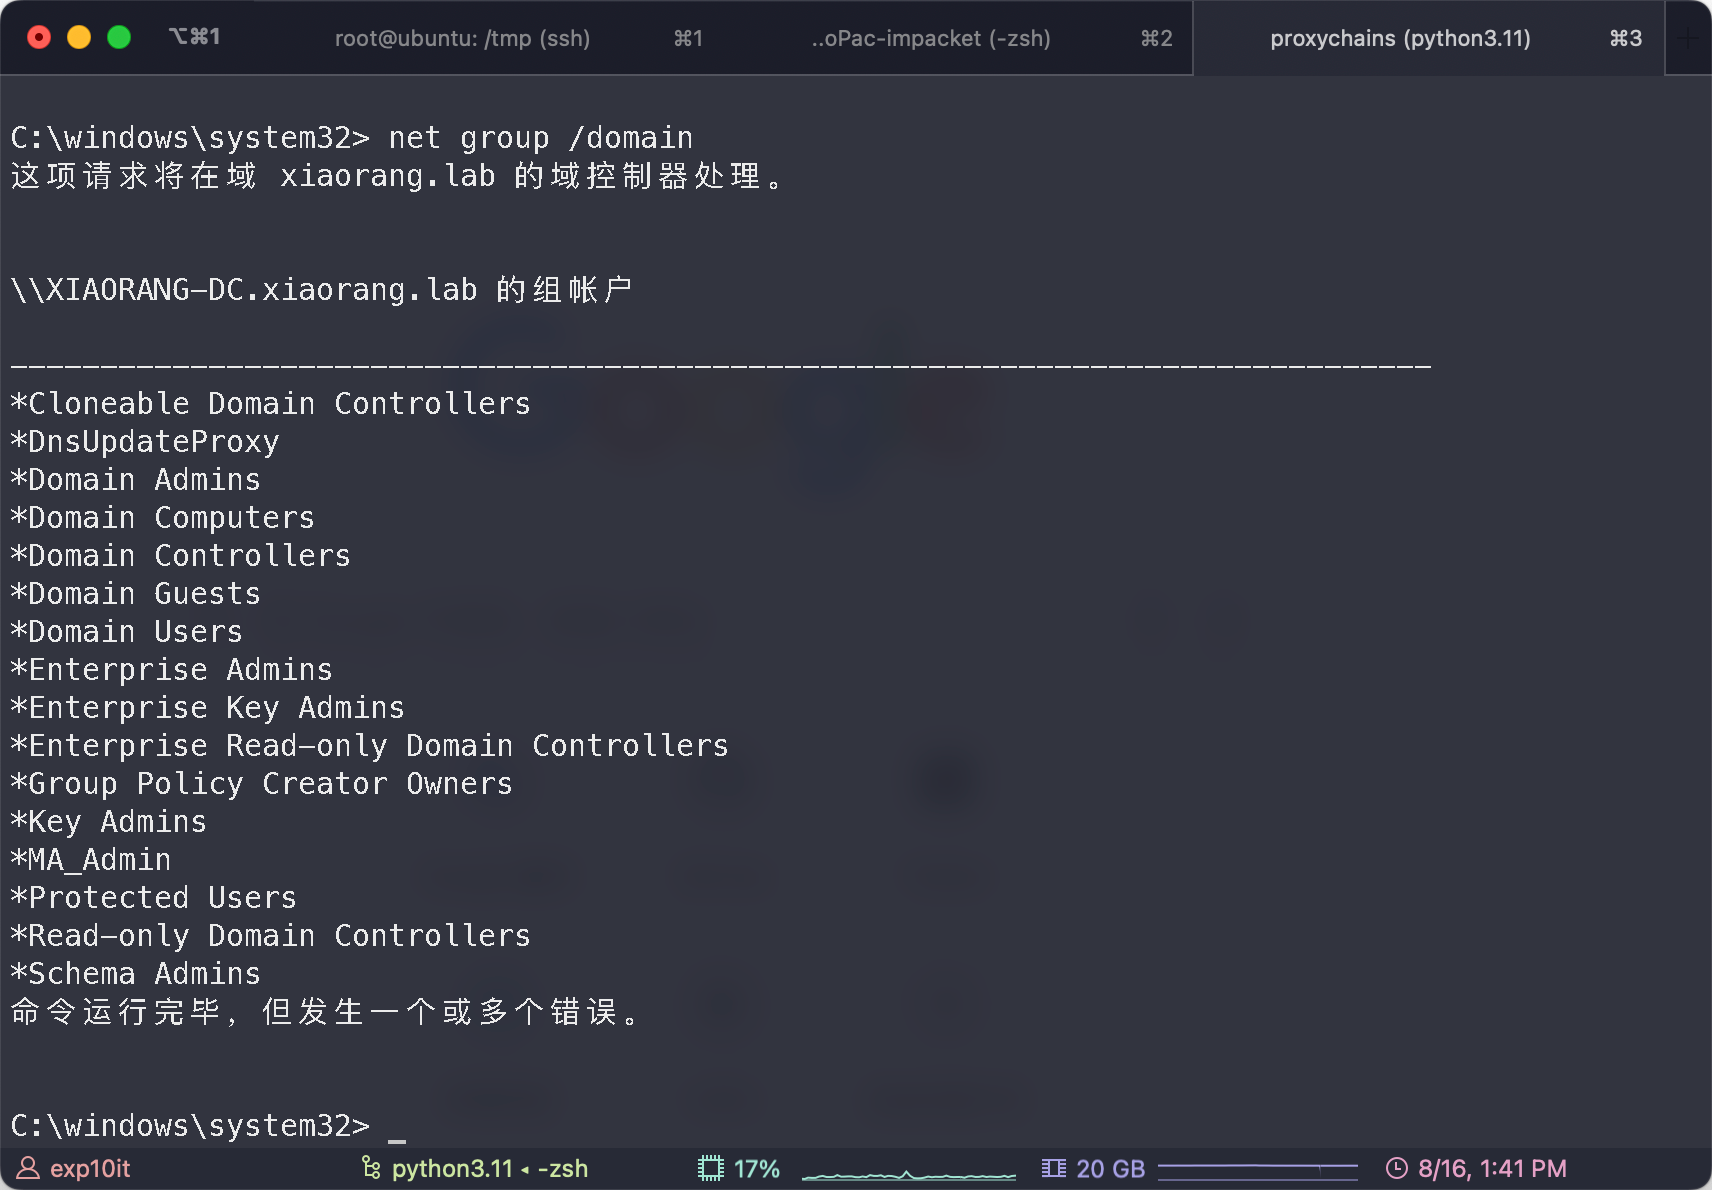 ⌥⌘1 root@ubuntu: /tmp (ssh) ⌘1 ..oPac-impacket (-zsh) ⌘2 proxychains (python3.11) ⌘3 +
C:\windows\system32> net group /domain
这项请求将在域 xiaorang.lab 的域控制器处理。
\\XIAORANG-DC.xiaorang.lab 的组帐户
-------------------------------------------------------------------------------
*Cloneable Domain Controllers
*DnsUpdateProxy
*Domain Admins
*Domain Computers
*Domain Controllers
*Domain Guests
*Domain Users
*Enterprise Admins
*Enterprise Key Admins
*Enterprise Read-only Domain Controllers
*Group Policy Creator Owners
*Key Admins
*MA_Admin
*Protected Users
*Read-only Domain Controllers
*Schema Admins
命令运行完毕，但发生一个或多个错误。
C:\windows\system32> _
exp10it python3.11 ◂ -zsh 17% 20 GB 8/16, 1:41 PM